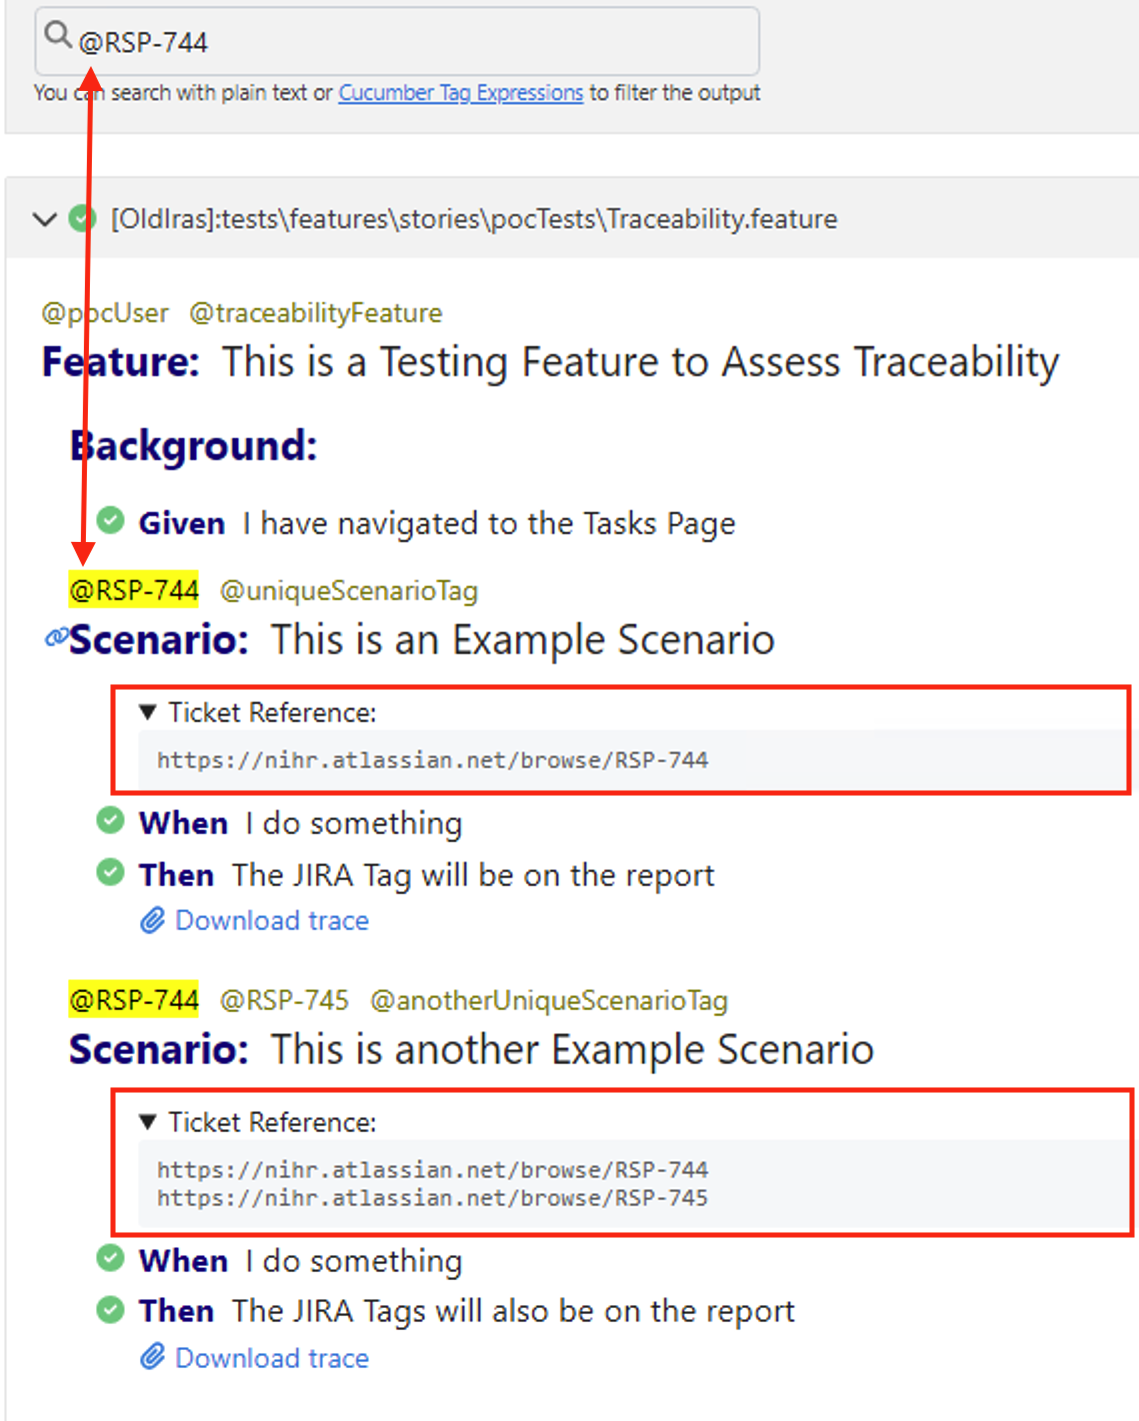 @RSP-744
You can search with plain text or Cucumber Tag Expressions to filter the output
[OldIras]:tests\features\stories\pocTests\Traceability.feature
@pocUser @traceabilityFeature
Feature: This is a Testing Feature to Assess Traceability
Background:
Given I have navigated to the Tasks Page
@RSP-744 @uniqueScenarioTag
Scenario: This is an Example Scenario
Ticket Reference:
https://nihr.atlassian.net/browse/RSP-744
When I do something
Then The JIRA Tag will be on the report
Download trace
@RSP-744 @RSP-745 @anotherUniqueScenarioTag
Scenario: This is another Example Scenario
Ticket Reference:
https://nihr.atlassian.net/browse/RSP-744
https://nihr.atlassian.net/browse/RSP-745
When I do something
Then The JIRA Tags will also be on the report
Download trace